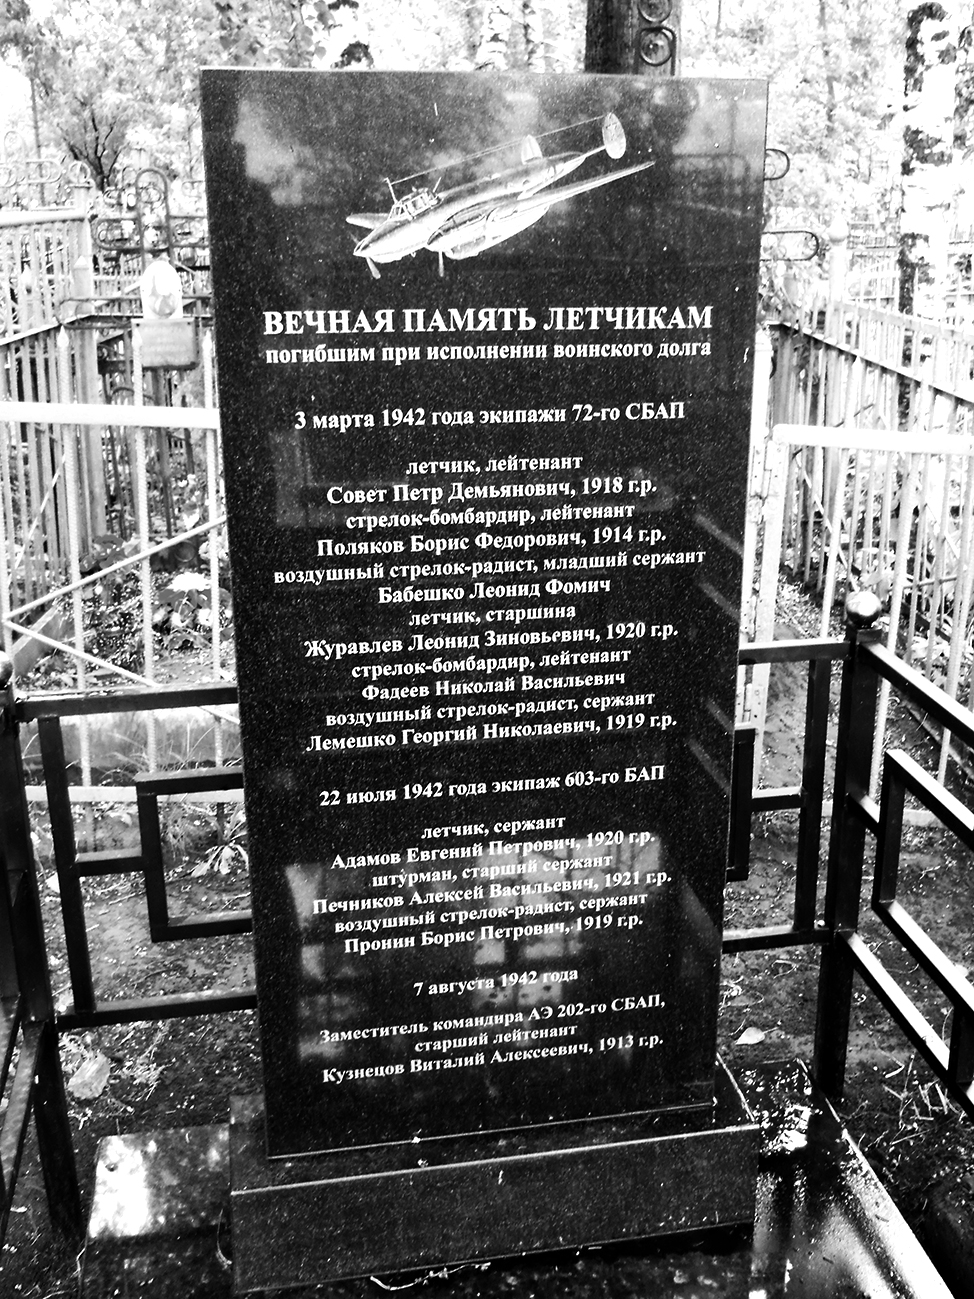 ВЕЧНАЯ ПАМЯТЬ ЛЕТЧИКАМ
погибшим при исполнении воинского долга
3 марта 1942 года экипажи 72-го СБАП
летчик, лейтенант
Совет Петр Демьянович, 1918 г.р.
стрелок-бомбардир, лейтенант
Поляков Борис Федорович, 1914 г.р.
воздушный стрелок-радист, младший сержант
Бабешко Леонид Фомич
летчик, старшина
Журавлев Леонид Зиновьевич, 1920 г.р.
стрелок-бомбардир, лейтенант
Фадеев Николай Васильевич
воздушный стрелок-радист, сержант
Лемешко Георгий Николаевич, 1919 г.р.
22 июля 1942 года экипаж 603-го БАП
летчик, сержант
Адамов Евгений Петрович, 1920 г.р.
штурман, старший сержант
Печников Алексей Васильевич, 1921 г.р.
воздушный стрелок-радист, сержант
Пронин Борис Петрович, 1919 г.р.
7 августа 1942 года
Заместитель командира АЭ 202-го СБАП,
старший лейтенант
Кузнецов Виталий Алексеевич, 1913 г.р.